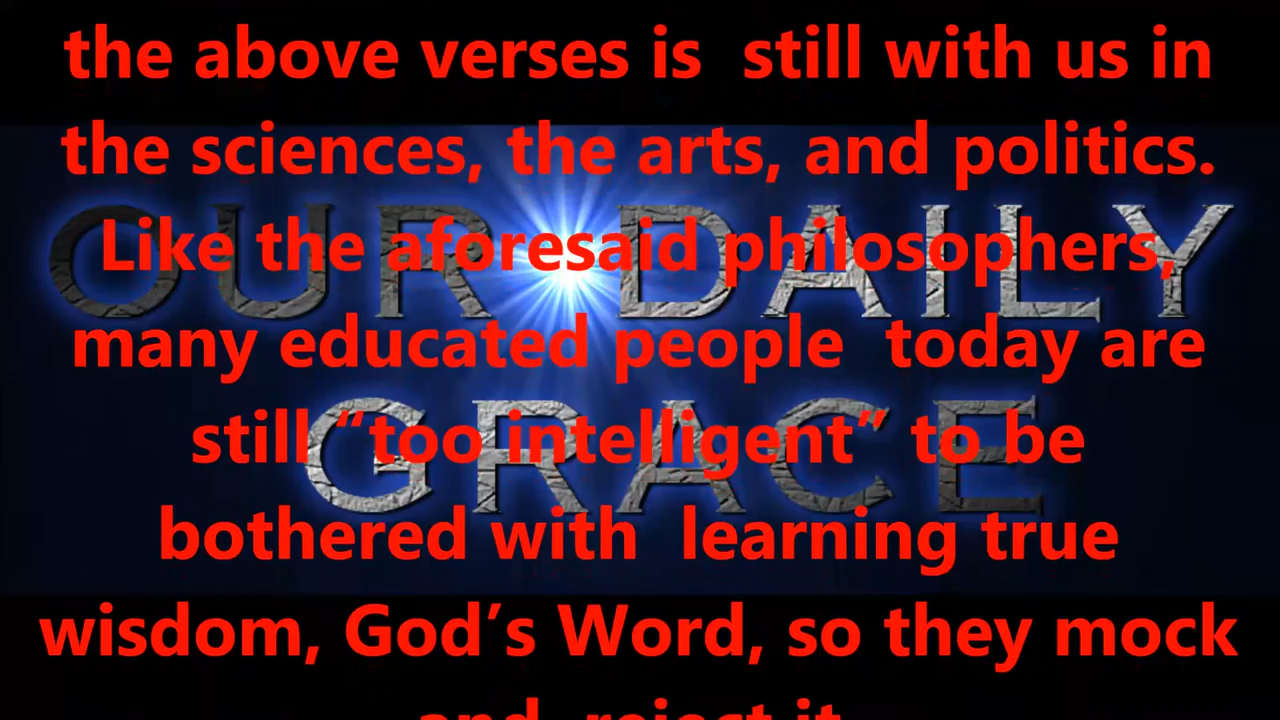 the above verses is  still with us in
the sciences, the arts, and politics.
Like the aforesaid philosophers,
many educated people  today are
still “too intelligent” to be
bothered with  learning true
wisdom, God’s Word, so they mock
and  reject it
OUR DAILY
GRACE